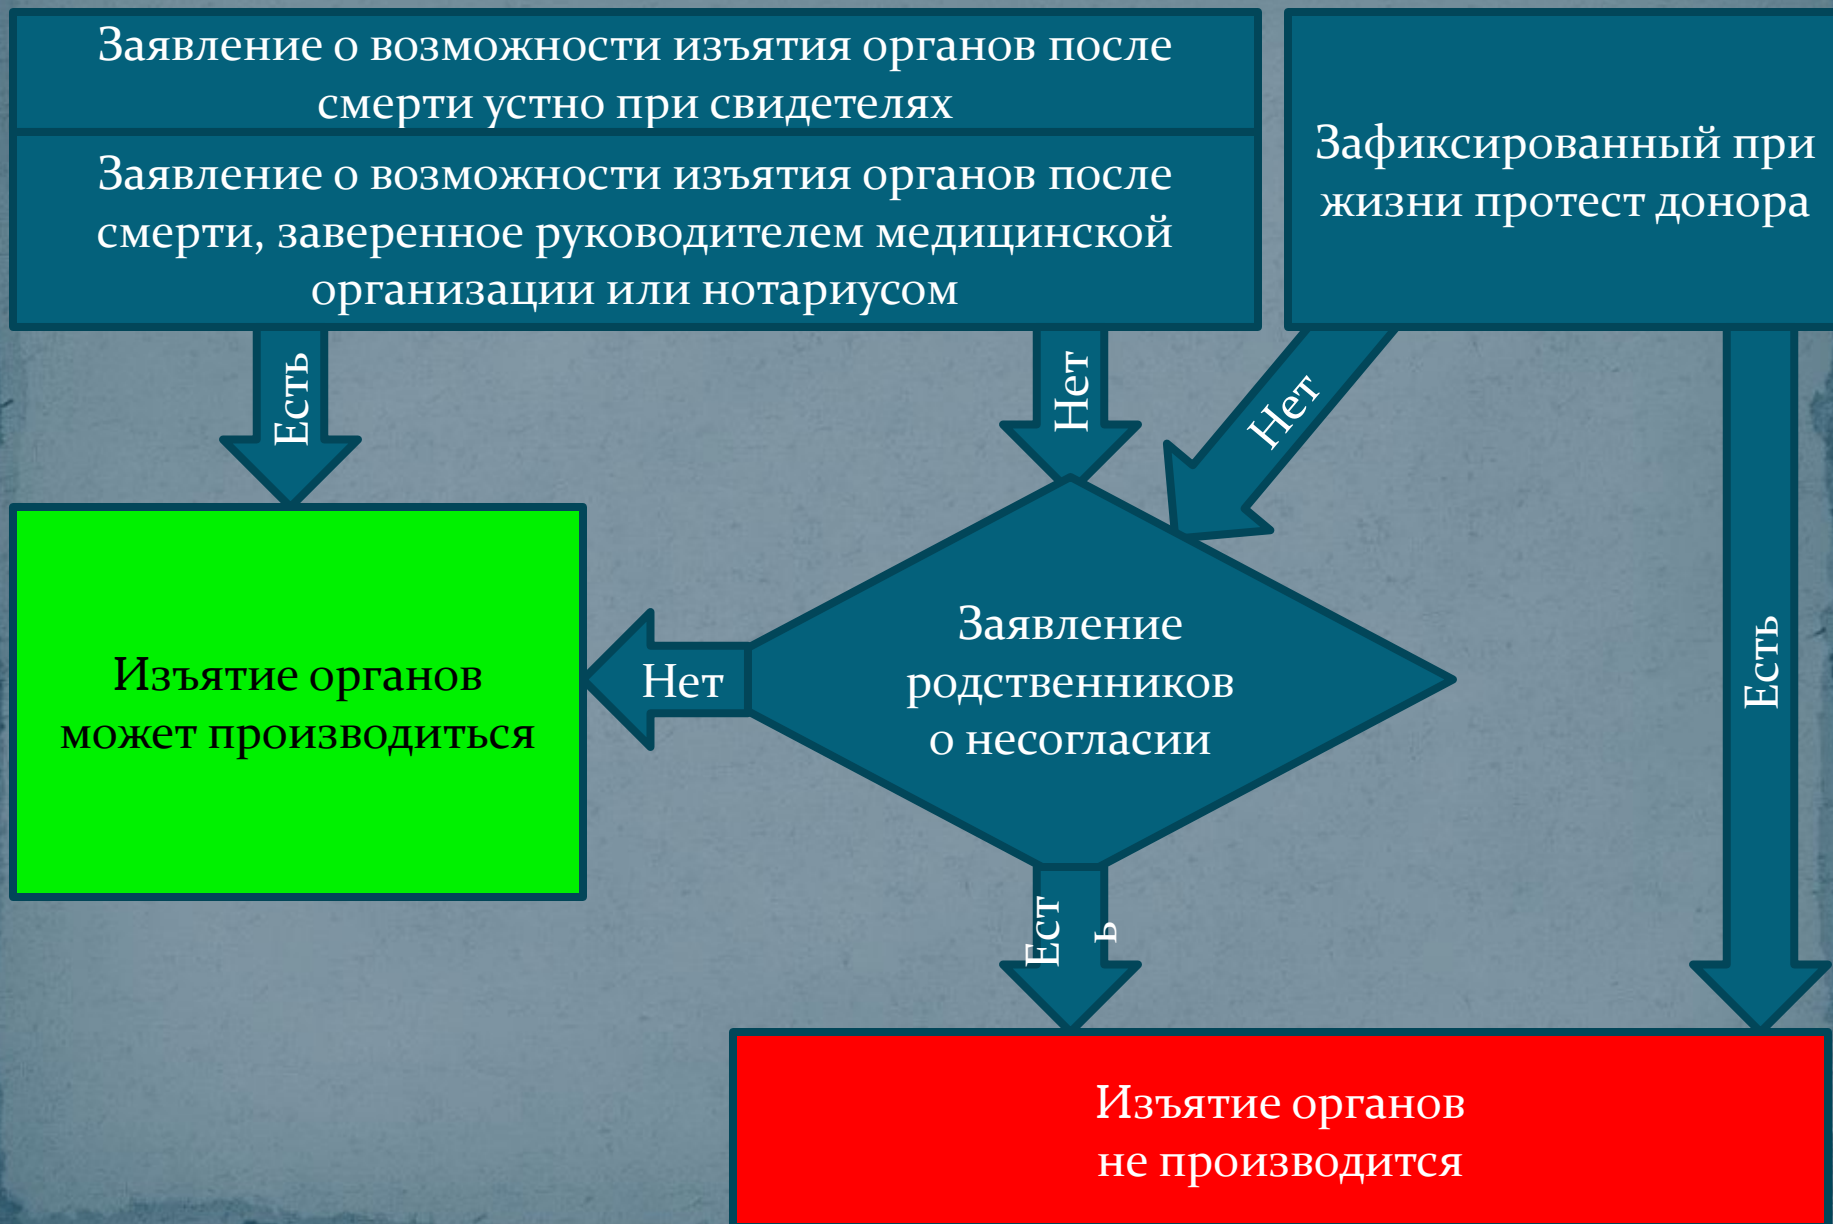 Заявление о возможности изъятия органов после
смерти устно при свидетелях
Заявление о возможности изъятия органов после
смерти, заверенное руководителем медицинской
организации или нотариусом
Зафиксированный при
жизни протест донора
Есть
Нет
Нет
Есть
Изъятие органов
может производиться
Нет
Заявление
родственников
о несогласии
Ест
ь
Изъятие органов
не производится